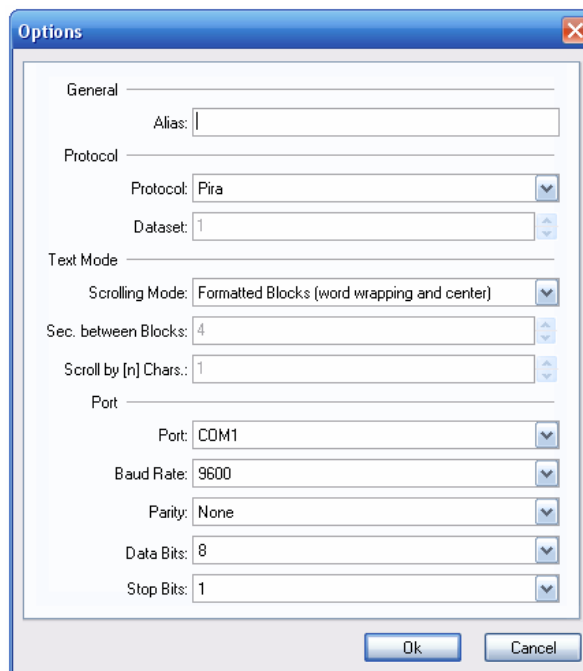 Options
General
Alias:
Protocol
Protocol: Pira
Dataset: 1
Text Mode
Scrolling Mode: Formatted Blocks (word wrapping and center)
Sec. between Blocks: 4
Scroll by [n] Chars.: 1
Port
Port: COM1
Baud Rate: 9600
Parity: None
Data Bits: 8
Stop Bits: 1
Ok Cancel